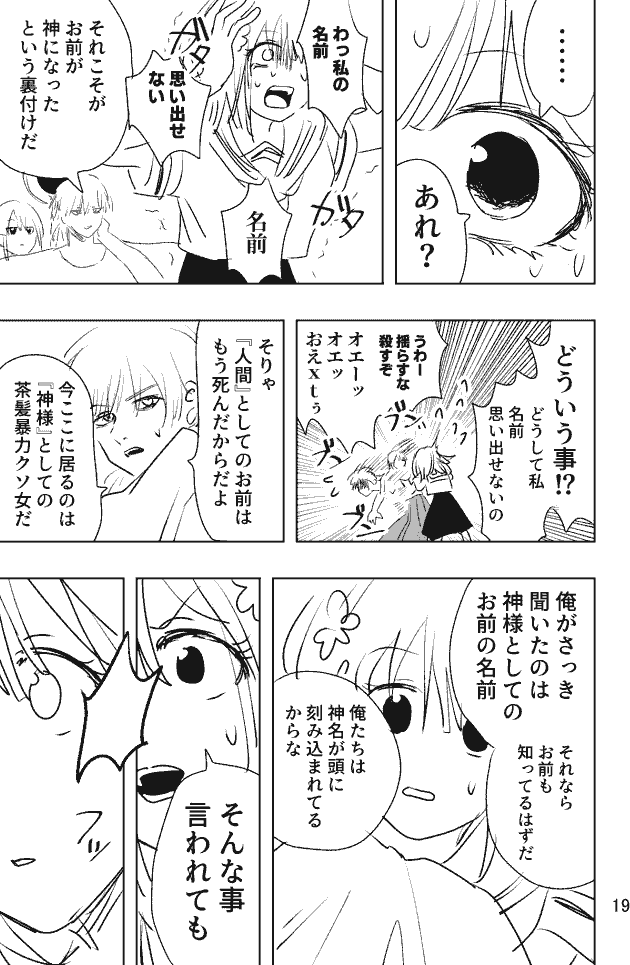 ……
あれ？
わっ私の
名前
思い出せ
ない
ガタ
ガタ
名前
それこそが
お前が
神になった
という裏付けだ
どういう事!?
どうして私
名前
思い出せないの
うわー
揺らすな
殺すぞ
オエーッ
オエッ
おえxtぅ
ブン
ブン
そりゃ
『人間』としてのお前は
もう死んだからだよ
今ここに居るのは
『神様』としての
茶髪暴力クソ女だ
俺がさっき
聞いたのは
神様としての
お前の名前
それなら
お前も
知ってるはずだ
俺たちは
神名が頭に
刻み込まれてる
からな
そんな事
言われても
バッ
19